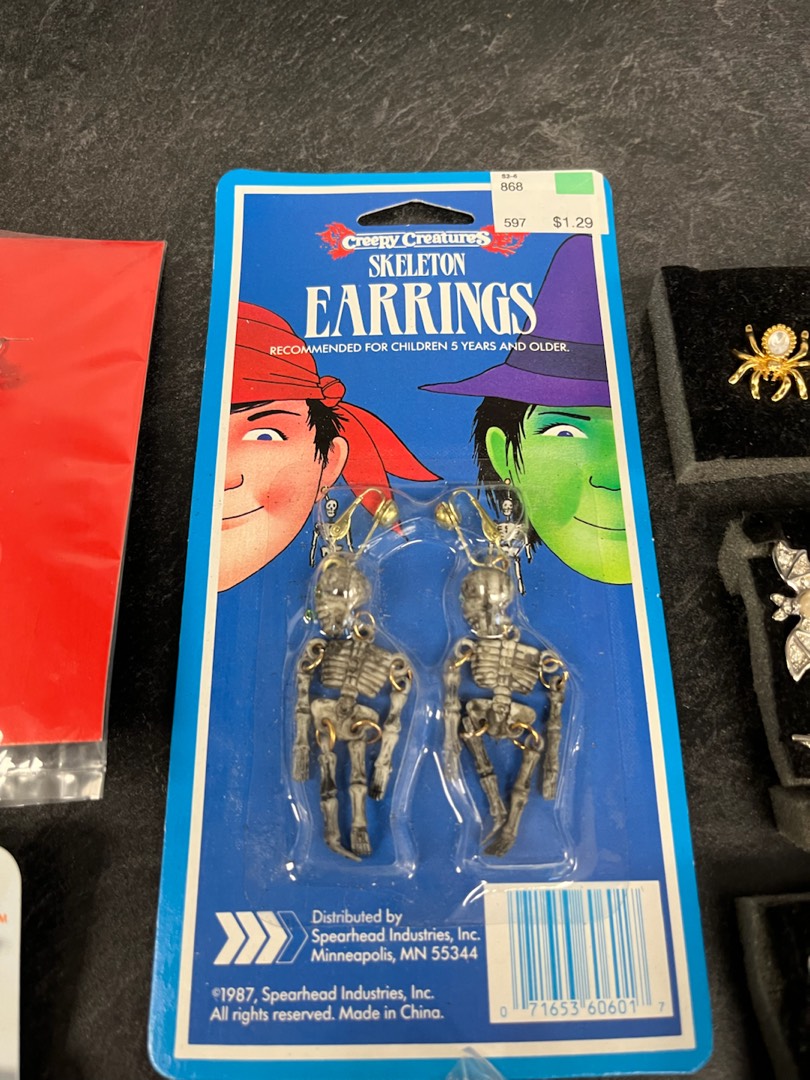 83-6
868
597 $1.29
Creepy Creatures
SKELETON
EARRINGS
RECOMMENDED FOR CHILDREN 5 YEARS AND OLDER.
Distributed by
Spearhead Industries, Inc.
Minneapolis, MN 55344
©1987, Spearhead Industries, Inc.
All rights reserved. Made in China.
0 71653 60601 7